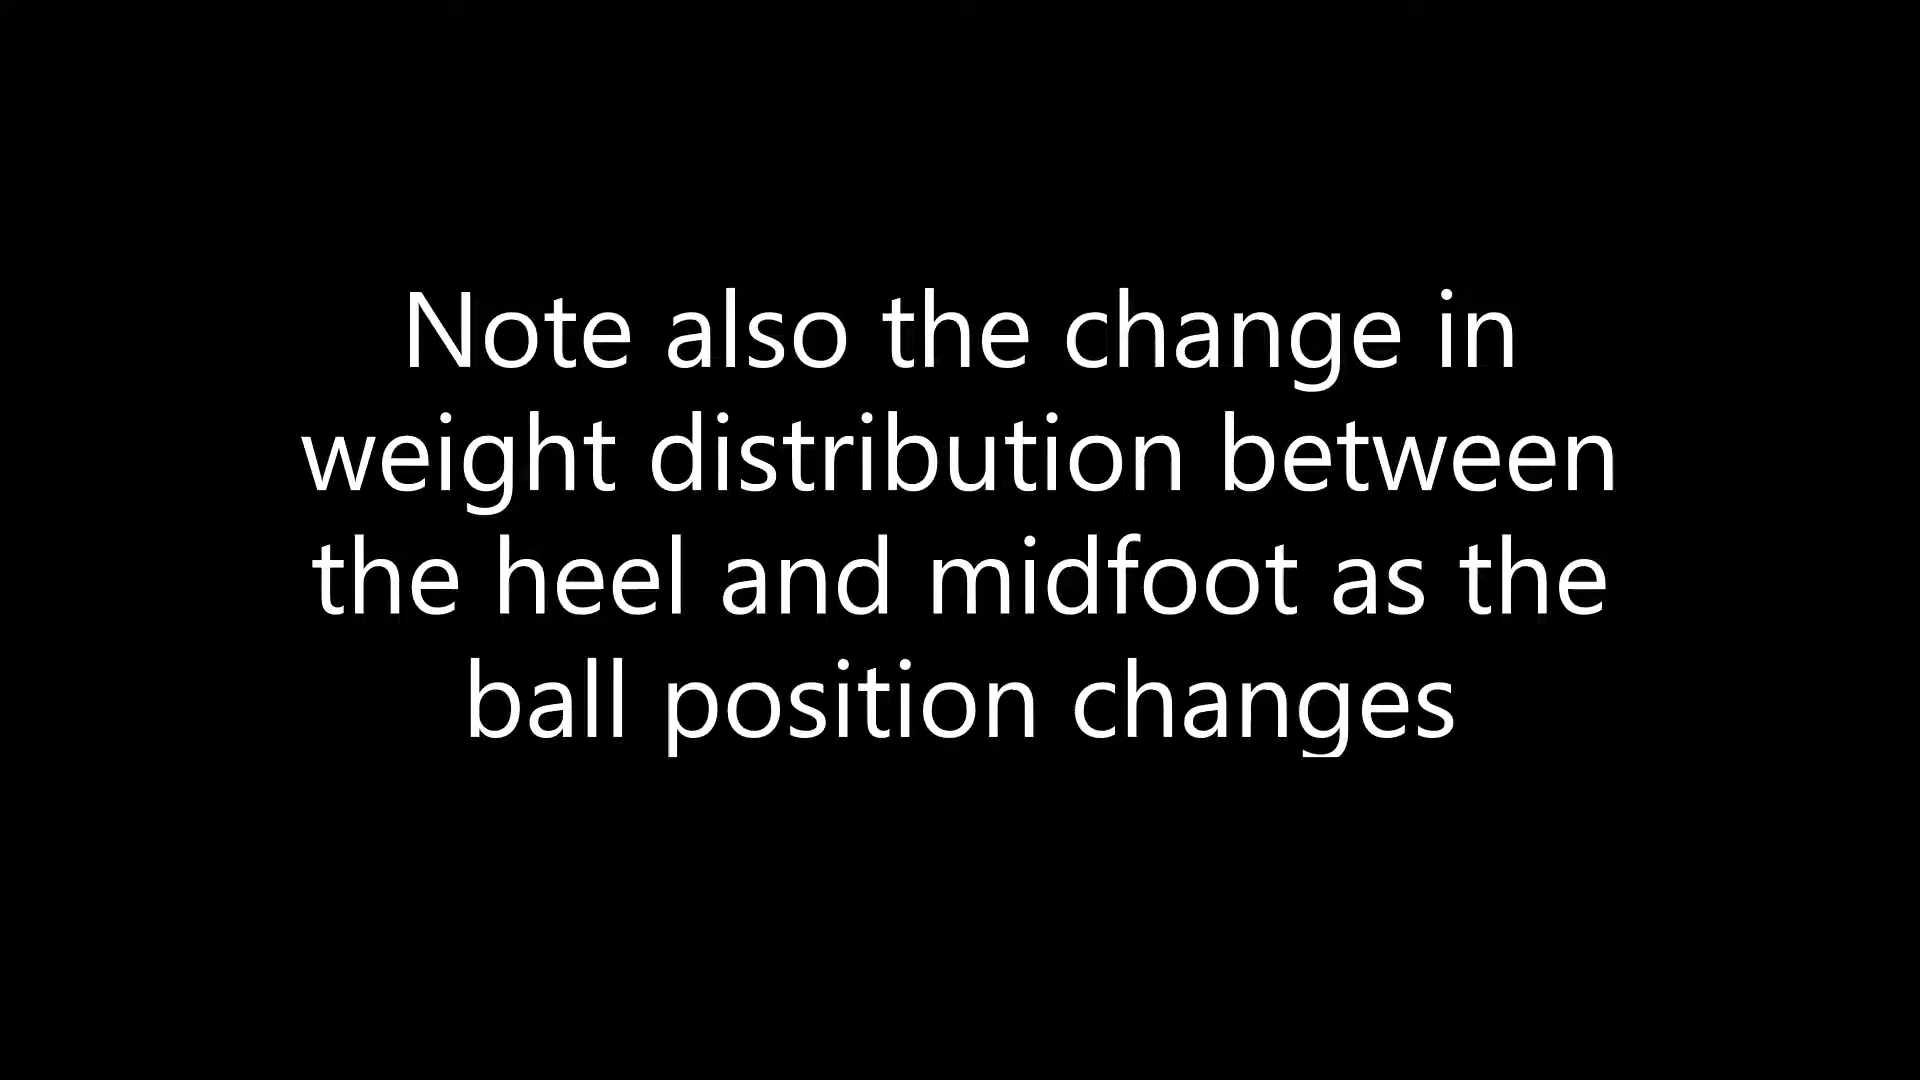 Note also the change in
weight distribution between
the heel and midfoot as the
ball position changes